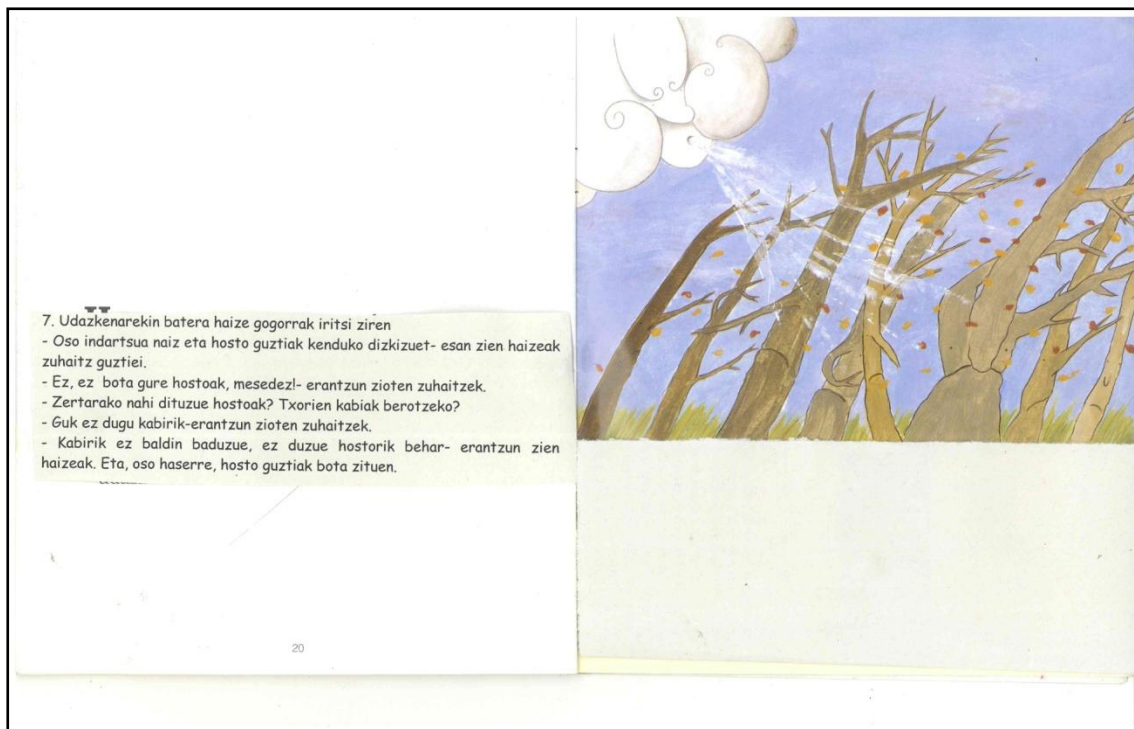 7. Udazkenarekin batera haize gogorrak iritsi ziren
- Oso indartsua naiz eta hosto guztiak kenduko dizkizuet- esan zien haizeak
zuhaitz guztiei.
- Ez, ez bota gure hostoak, mesedez!- erantzun zioten zuhaitzek.
- Zertarako nahi dituzue hostoak? Txorien kabiak berotzeko?
- Guk ez dugu kabirik-erantzun zioten zuhaitzek.
- Kabirik ez baldin baduzue, ez duzue hostorik behar- erantzun zien
haizeak. Eta, oso haserre, hosto guztiak bota zituen.
20